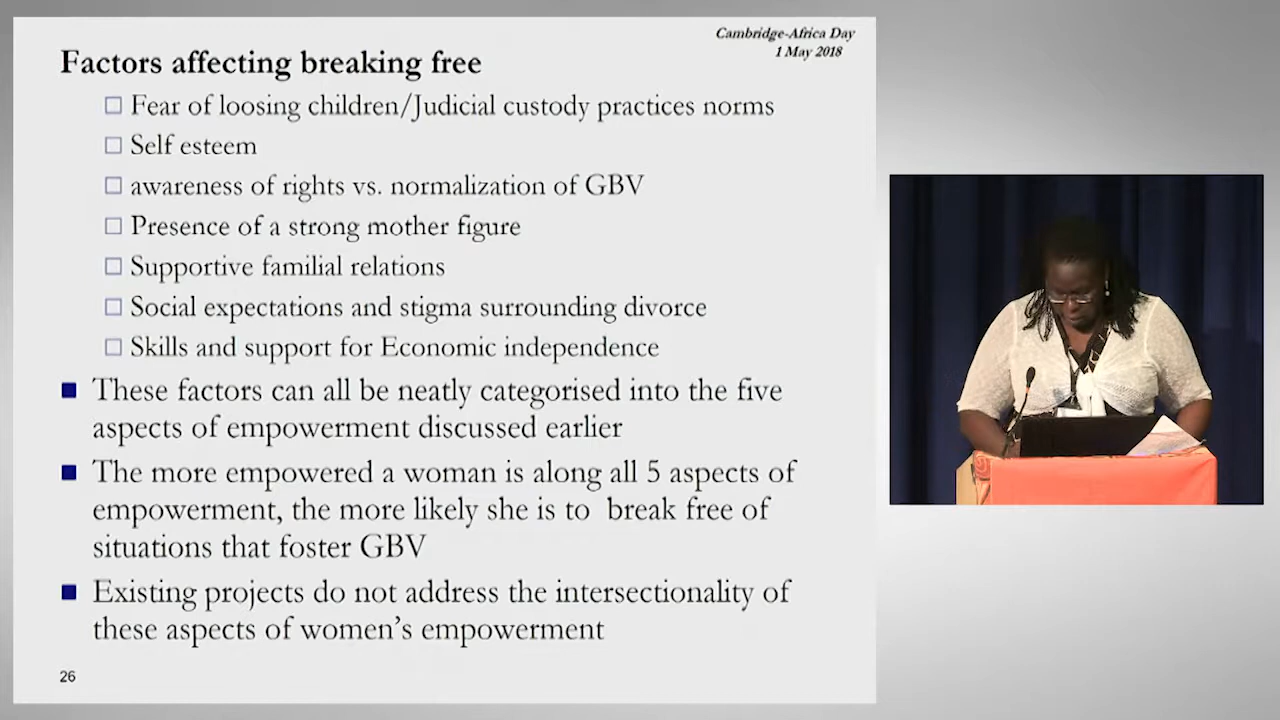 Cambridge-Africa Day
1 May 2018
Factors affecting breaking free
Fear of loosing children/Judicial custody practices norms
Self esteem
awareness of rights vs. normalization of GBV
Presence of a strong mother figure
Supportive familial relations
Social expectations and stigma surrounding divorce
Skills and support for Economic independence
These factors can all be neatly categorised into the five
aspects of empowerment discussed earlier
The more empowered a woman is along all 5 aspects of
empowerment, the more likely she is to break free of
situations that foster GBV
Existing projects do not address the intersectionality of
these aspects of women's empowerment
26